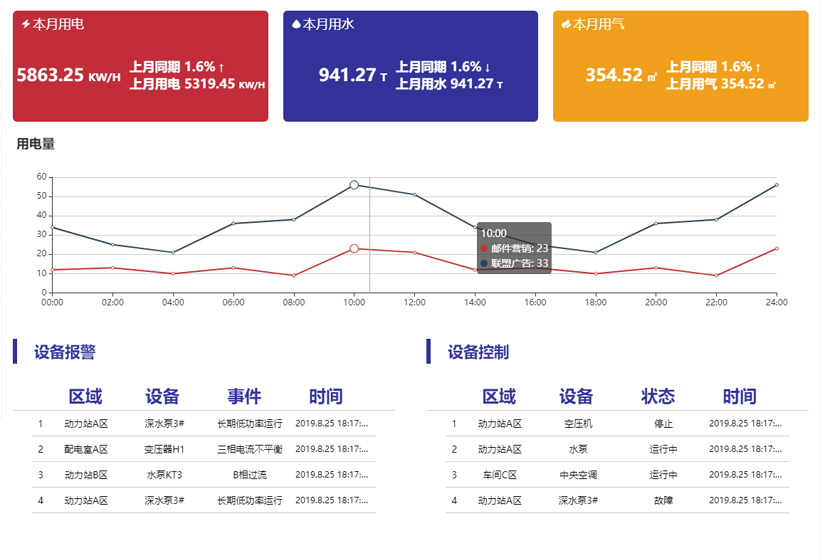 本月用电
5863.25 KW/H
上月同期 1.6% ↑
上月用电 5319.45 KW/H
本月用水
941.27 T
上月同期 1.6% ↓
上月用水 941.27 T
本月用气
354.52 ㎡
上月同期 1.6% ↑
上月用气 354.52 ㎡
用电量
60
50
40
30
20
10
0
10:00
邮件营销: 23
联盟广告: 33
00:00 02:00 04:00 06:00 08:00 10:00 12:00 14:00 16:00 18:00 20:00 22:00 24:00
设备报警
区域 设备 事件 时间
1 动力站A区 深水泵3# 长期低功率运行 2019.8.25 18:17:...
2 配电室A区 变压器H1 三相电流不平衡 2019.8.25 18:17:...
3 动力站B区 水泵KT3 B相过流 2019.8.25 18:17:...
4 动力站A区 深水泵3# 长期低功率运行 2019.8.25 18:17:...
设备控制
区域 设备 状态 时间
1 动力站A区 空压机 停止 2019.8.25 18:17:...
2 动力站A区 水泵 运行中 2019.8.25 18:17:...
3 车间C区 中央空调 运行中 2019.8.25 18:17:...
4 动力站A区 深水泵3# 故障 2019.8.25 18:17:...